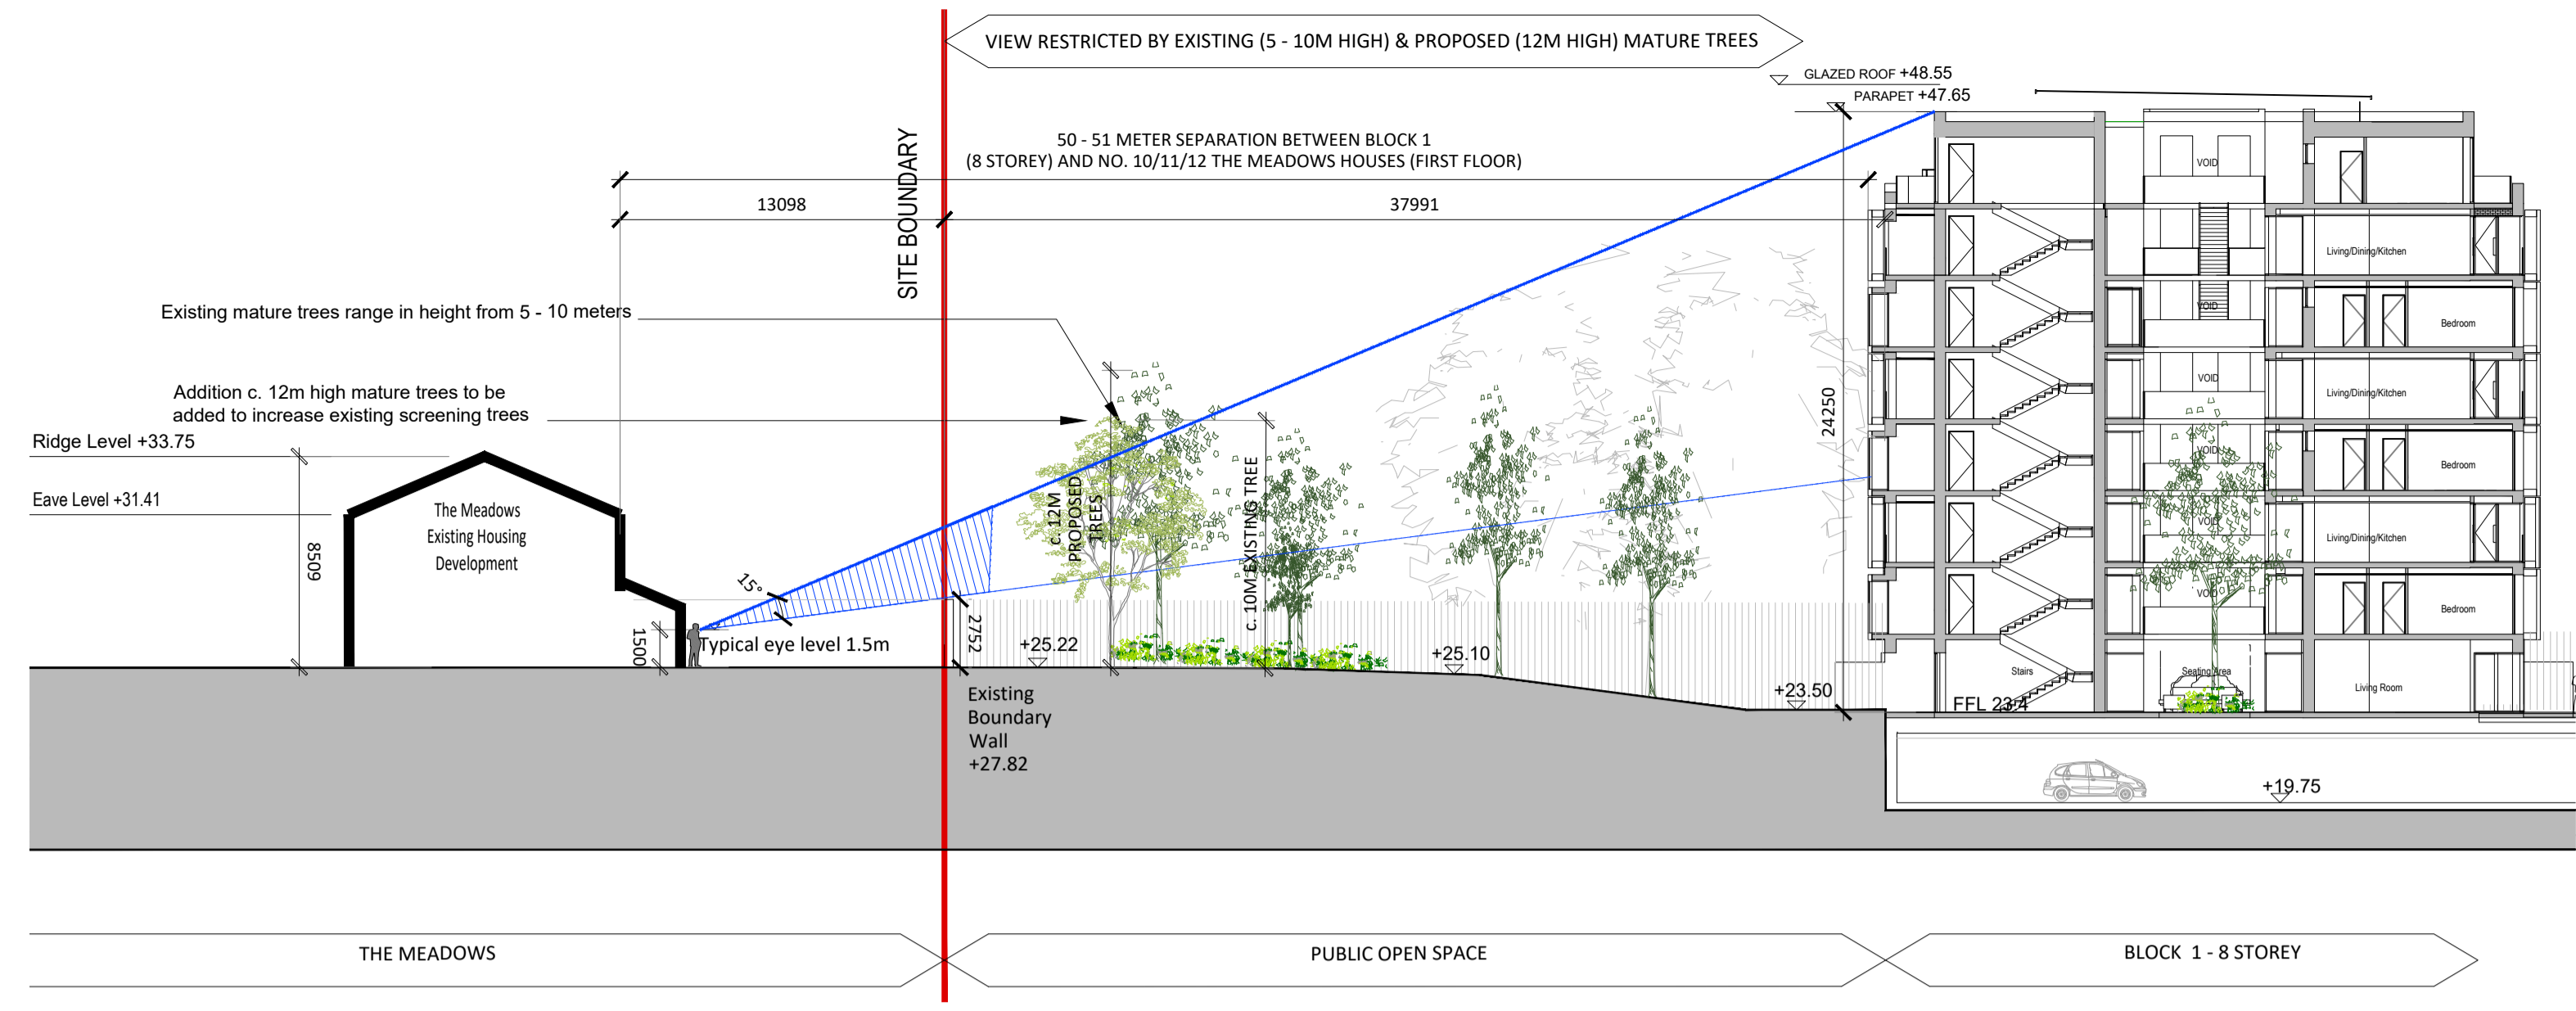 VIEW RESTRICTED BY EXISTING (5 - 10M HIGH) & PROPOSED (12M HIGH) MATURE TREES
GLAZED ROOF +48.55
PARAPET +47.65
50 - 51 METER SEPARATION BETWEEN BLOCK 1
(8 STOREY) AND NO. 10/11/12 THE MEADOWS HOUSES (FIRST FLOOR)
SITE BOUNDARY
13098
37991
Existing mature trees range in height from 5 - 10 meters
Addition c. 12m high mature trees to be
added to increase existing screening trees
Ridge Level +33.75
Eave Level +31.41
8509
The Meadows
Existing Housing
Development
15°
1500
Typical eye level 1.5m
2752
Existing
Boundary
Wall
+27.82
c. 12M
PROPOSED
TREES
c. 10M EXISTING TREE
+25.22
+25.10
+23.50
24250
VOID
Living/Dining/Kitchen
VOID
Bedroom
VOID
Living/Dining/Kitchen
VOID
Bedroom
VOID
Living/Dining/Kitchen
VOID
Bedroom
Stairs
Seating Area
Living Room
FFL 23.4
+19.75
THE MEADOWS
PUBLIC OPEN SPACE
BLOCK 1 - 8 STOREY